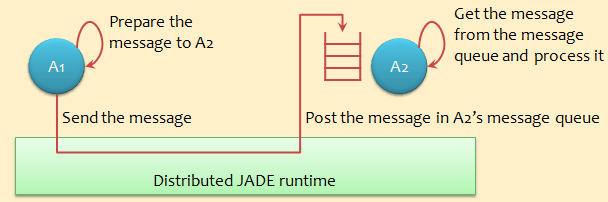 Prepare the
message to A2
A1
Get the message
from the message
queue and process it
A2
Send the message
Post the message in A2's message queue
Distributed JADE runtime